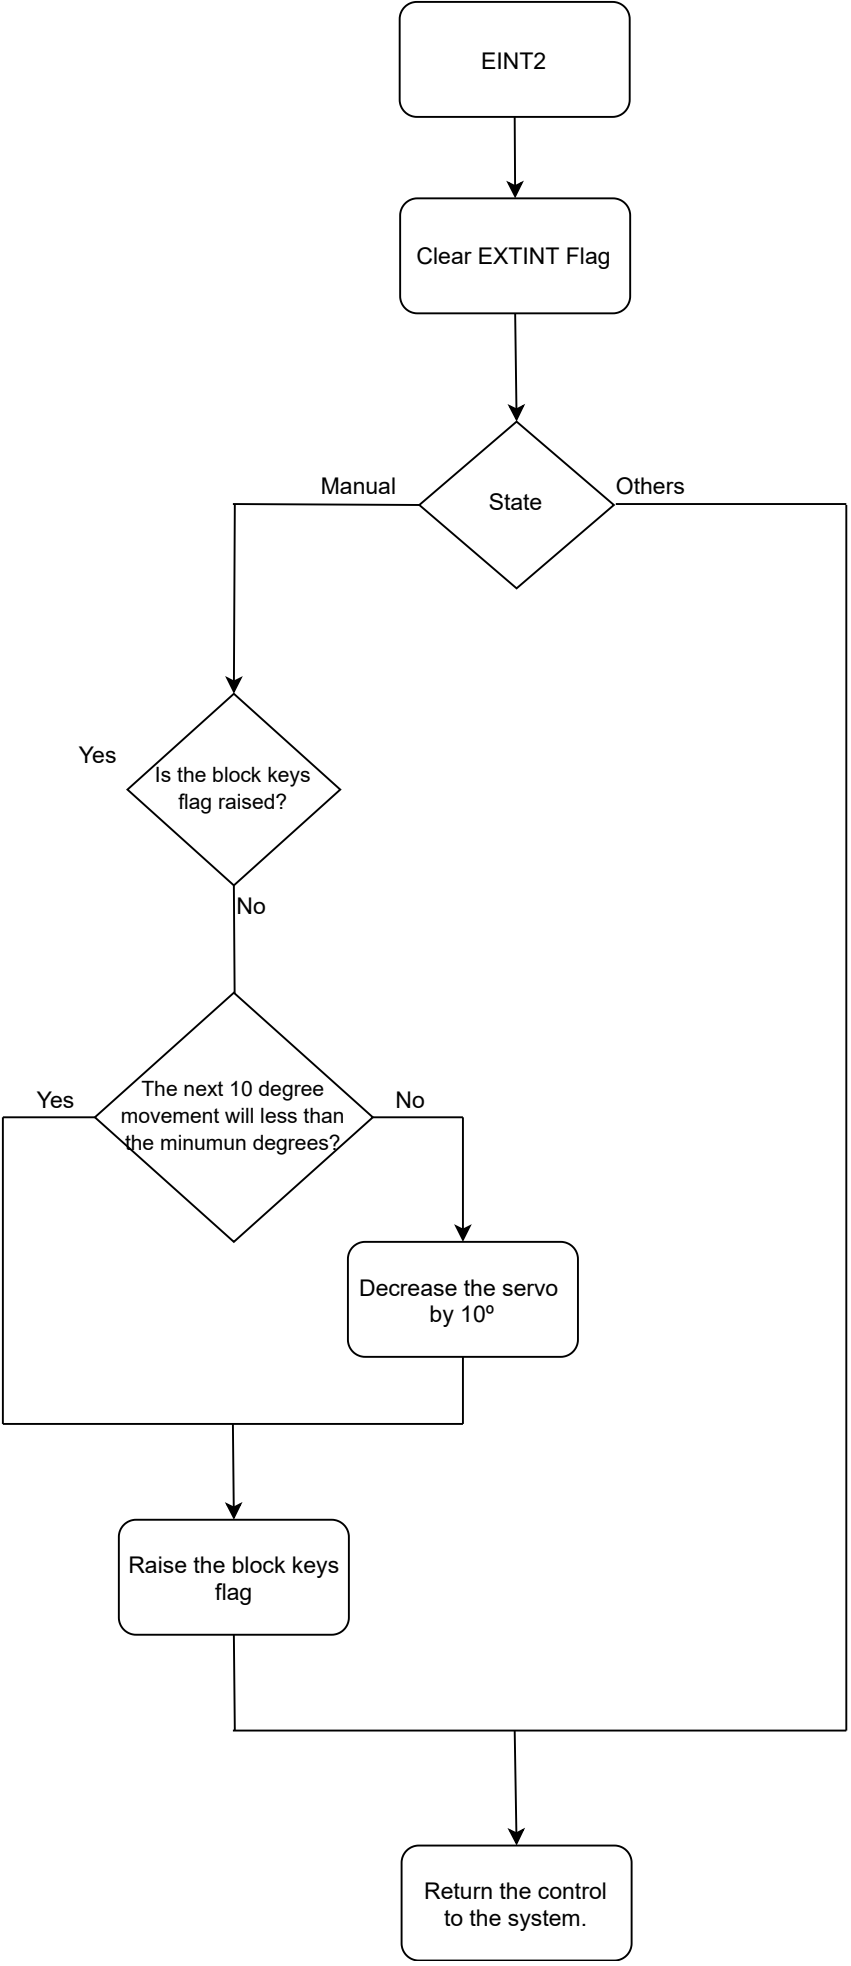 EINT2
Clear EXTINT Flag
Manual
State
Others
Yes
Is the block keys
flag raised?
No
Yes
The next 10 degree
movement will less than
the minumun degrees?
No
Decrease the servo
by 10º
Raise the block keys
flag
Return the control
to the system.